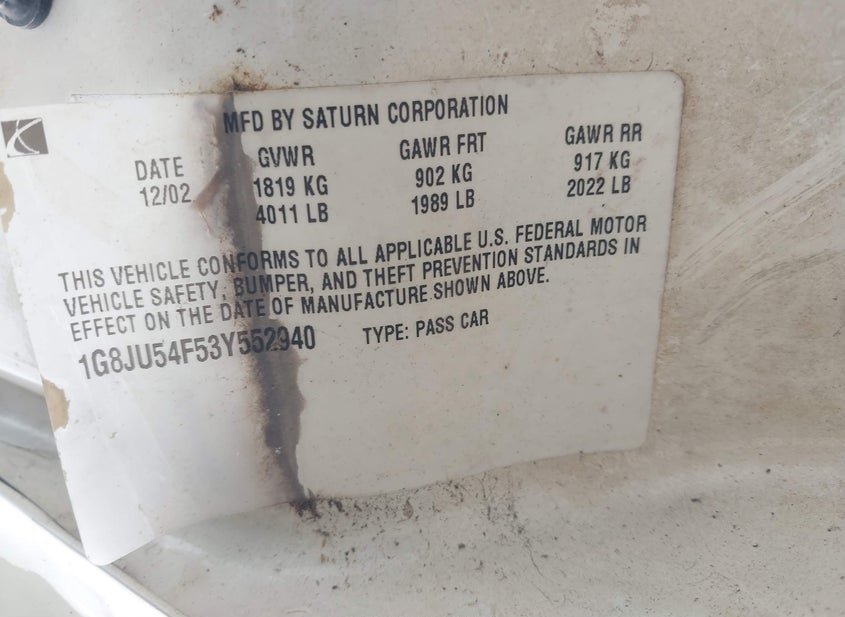 MFD BY SATURN CORPORATION
DATE GVWR GAWR FRT GAWR RR
12/02 1819 KG 902 KG 917 KG
4011 LB 1989 LB 2022 LB
THIS VEHICLE CONFORMS TO ALL APPLICABLE U.S. FEDERAL MOTOR
VEHICLE SAFETY, BUMPER, AND THEFT PREVENTION STANDARDS IN
EFFECT ON THE DATE OF MANUFACTURE SHOWN ABOVE.
1G8JU54F53Y552940 TYPE: PASS CAR